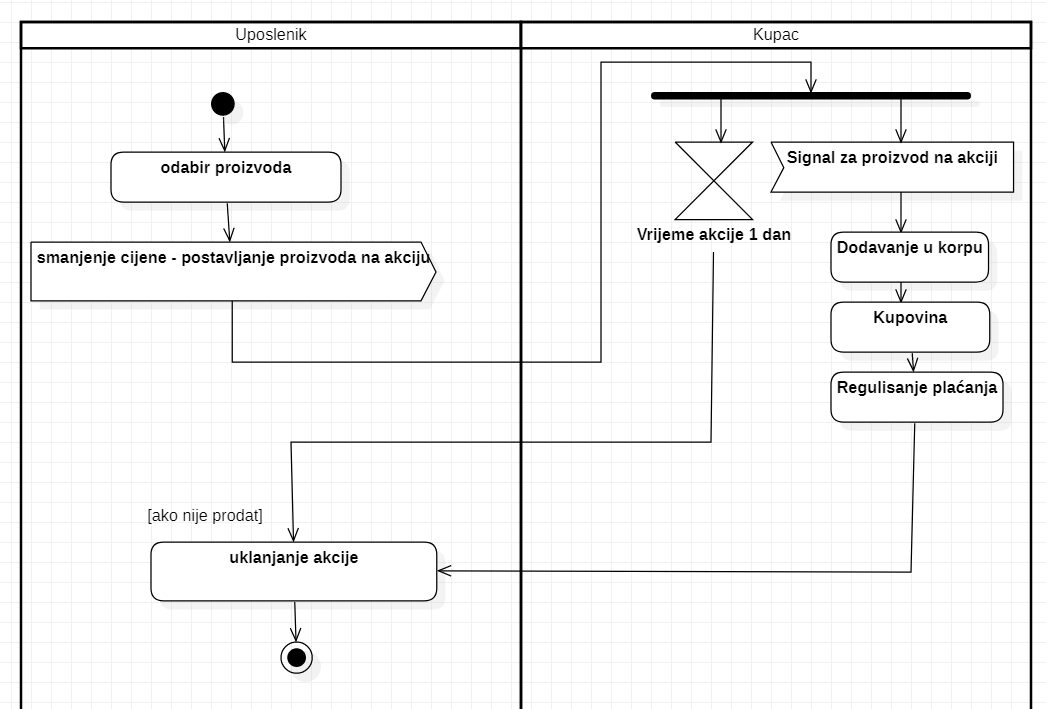 Uposlenik
Kupac
odabir proizvoda
smanjenje cijene - postavljanje proizvoda na akciju
Signal za proizvod na akciji
Vrijeme akcije 1 dan
Dodavanje u korpu
Kupovina
Regulisanje plaćanja
[ako nije prodat]
uklanjanje akcije